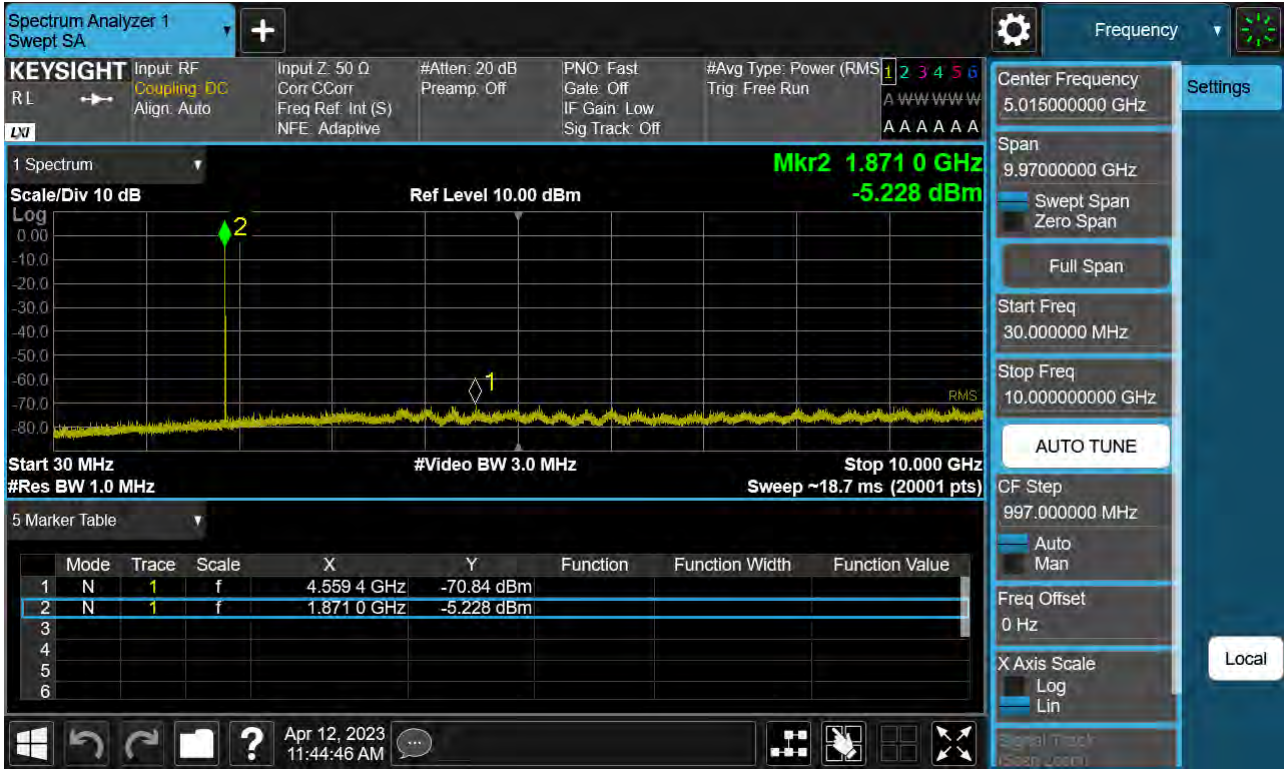 Spectrum Analyzer 1
Swept SA
+
Frequency
KEYSIGHT
RL
LXI
Input: RF
Coupling: DC
Align: Auto
Input Z: 50 Ω
Corr CCorr
Freq Ref: Int (S)
NFE: Adaptive
#Atten: 20 dB
Preamp: Off
PNO: Fast
Gate: Off
IF Gain: Low
Sig Track: Off
#Avg Type: Power (RMS
Trig: Free Run
1 2 3 4 5 6
A W W W W W
A A A A A A
1 Spectrum
Scale/Div 10 dB
Ref Level 10.00 dBm
Mkr2 1.871 0 GHz
-5.228 dBm
Log
0.00
-10.0
-20.0
-30.0
-40.0
-50.0
-60.0
-70.0
-80.0
2
1
RMS
Start 30 MHz
#Video BW 3.0 MHz
Stop 10.000 GHz
#Res BW 1.0 MHz
Sweep ~18.7 ms (20001 pts)
5 Marker Table
Mode Trace Scale X Y Function Function Width Function Value
1 N 1 f 4.559 4 GHz -70.84 dBm
2 N 1 f 1.871 0 GHz -5.228 dBm
3
4
5
6
?
Apr 12, 2023
11:44:46 AM
Center Frequency
5.015000000 GHz
Span
9.97000000 GHz
Swept Span
Zero Span
Full Span
Start Freq
30.000000 MHz
Stop Freq
10.000000000 GHz
AUTO TUNE
CF Step
997.000000 MHz
Auto
Man
Freq Offset
0 Hz
X Axis Scale
Log
Lin
Signal Track
(Span Zoom)
Settings
Local